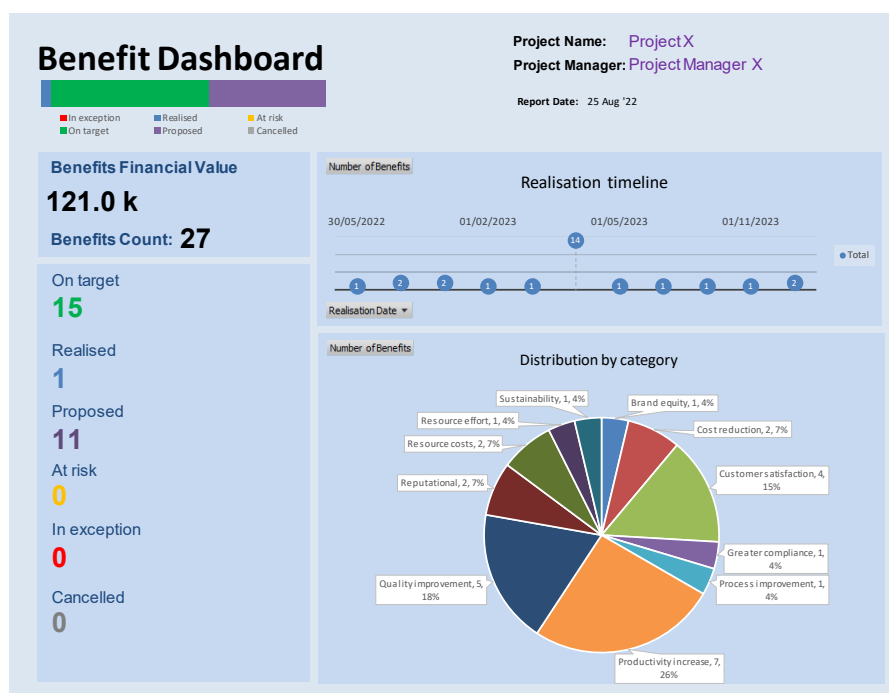 Benefit Dashboard
Project Name: Project X
Project Manager: Project Manager X
Report Date: 25 Aug '22
In exception Realised At risk
On target Proposed Cancelled
Benefits Financial Value
121.0 k
Benefits Count: 27
On target
15
Realised
1
Proposed
11
At risk
0
In exception
0
Cancelled
0
Number of Benefits
Realisation timeline
30/05/2022 01/02/2023 01/05/2023 01/11/2023
14
1 2 2 1 1 1 1 1 1 2
Total
Realisation Date
Number of Benefits
Distribution by category
Sustainability, 1, 4%
Brand equity, 1, 4%
Resource effort, 1, 4%
Cost reduction, 2, 7%
Resource costs, 2, 7%
Customer satisfaction, 4,
15%
Reputational, 2, 7%
Greater compliance, 1,
4%
Quality improvement, 5,
18%
Process improvement, 1,
4%
Productivity increase, 7,
26%